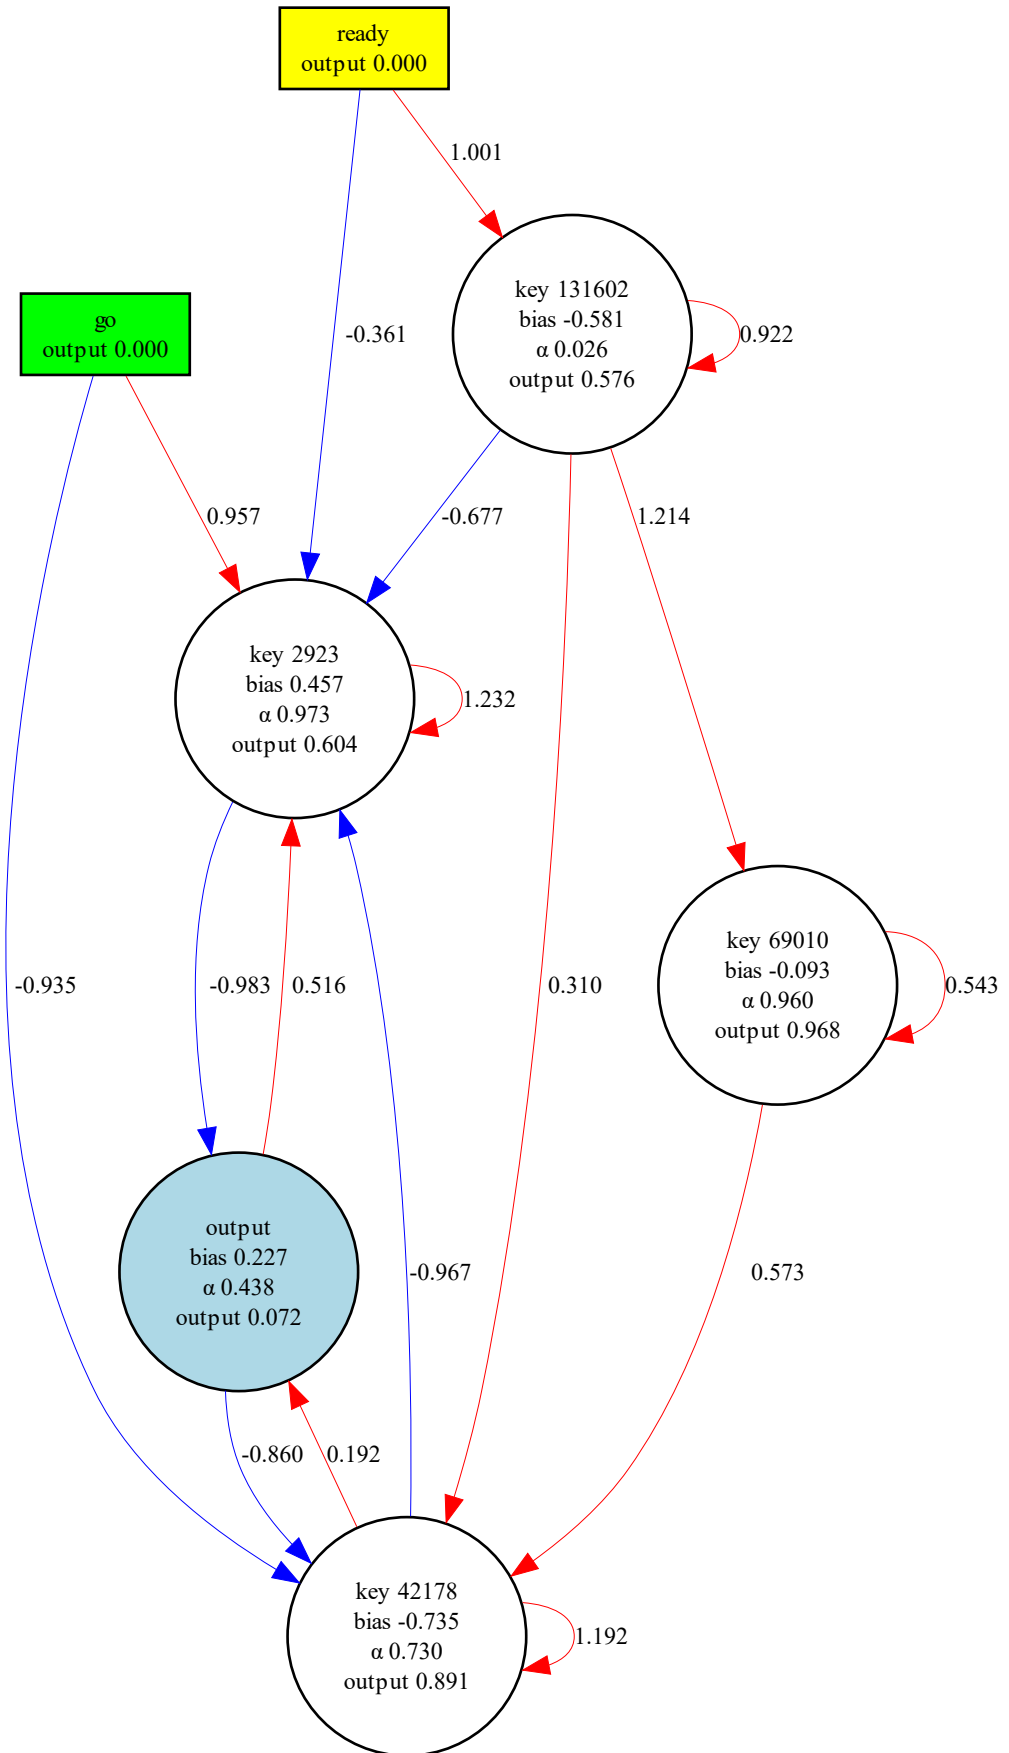 ready
output 0.000
1.001
key 131602
bias -0.581
α 0.026
output 0.576
0.922
-0.361
go
output 0.000
0.957
-0.677
1.214
key 2923
bias 0.457
α 0.973
output 0.604
1.232
key 69010
bias -0.093
α 0.960
output 0.968
0.543
-0.935
-0.983
0.516
0.310
output
bias 0.227
α 0.438
output 0.072
-0.967
0.573
-0.860
0.192
key 42178
bias -0.735
α 0.730
output 0.891
1.192